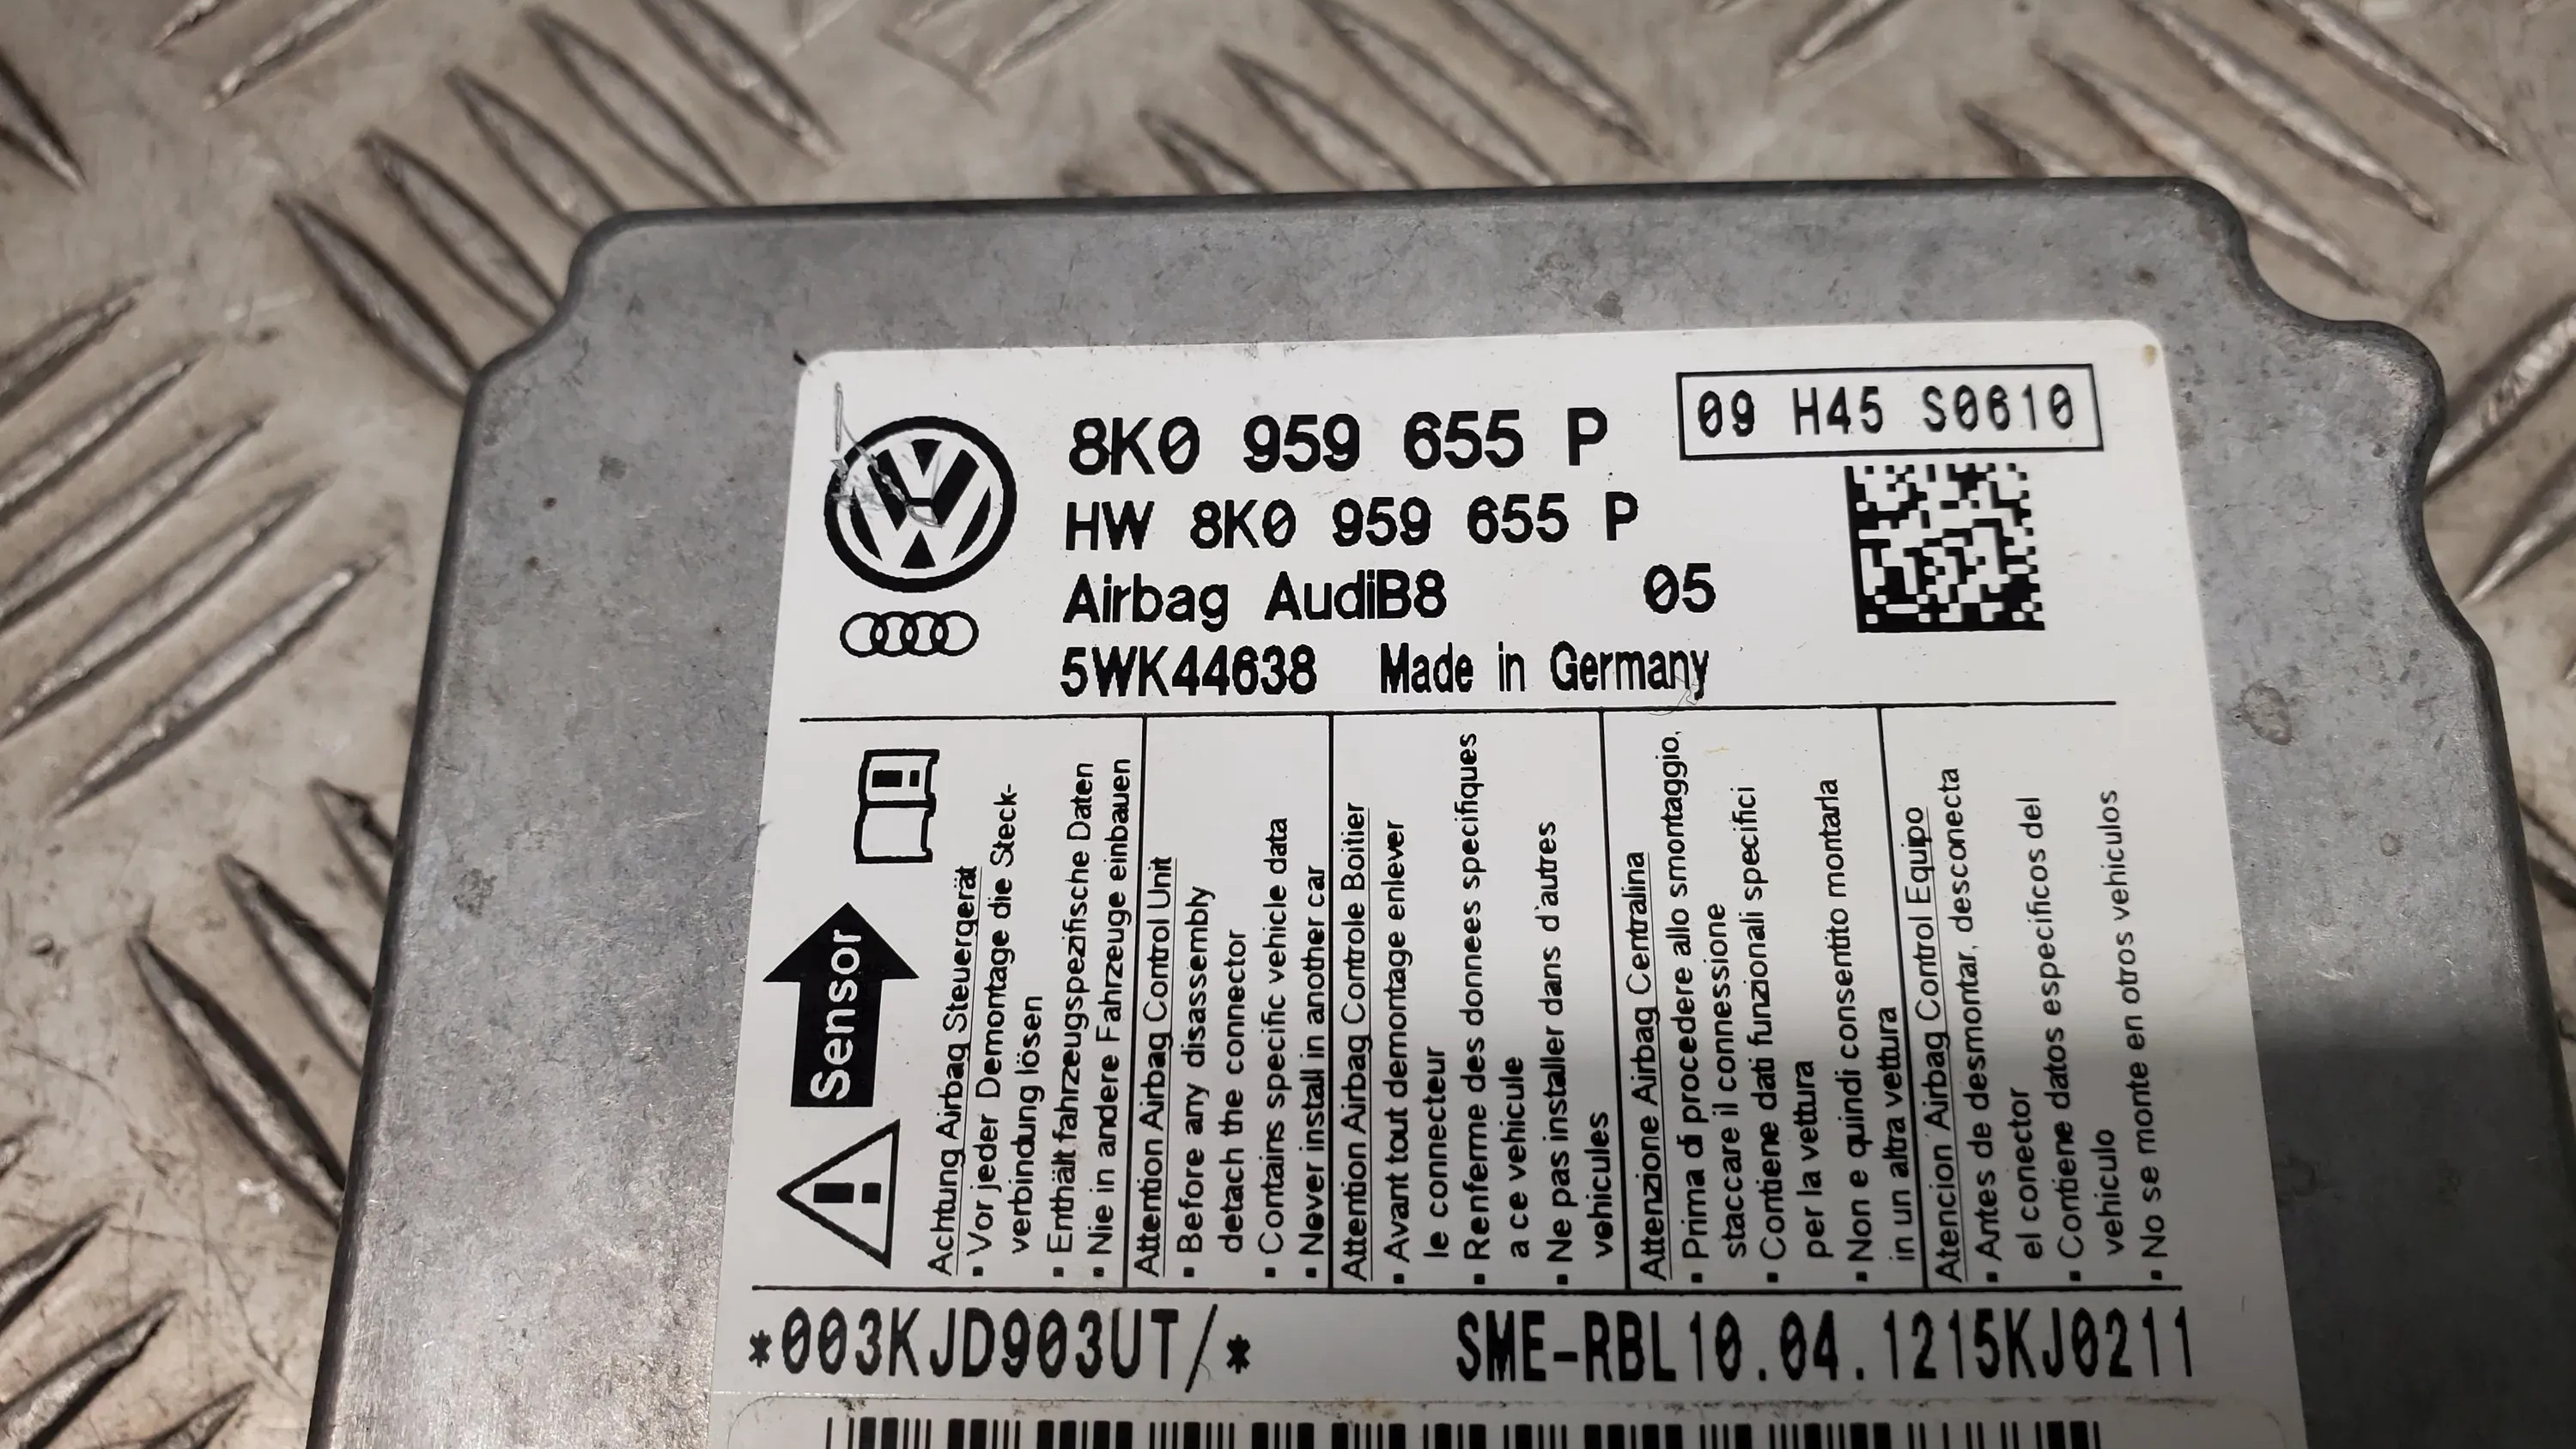 8K0 959 655 P
09 H45 S0610
HW 8K0 959 655 P
Airbag AudiB8 05
5WK44638 Made in Germany
Sensor
Achtung Airbag Steuergerät
▪ Vor jeder Demontage die Steck-
verbindung lösen
▪ Enthält fahrzeugspezifische Daten
▪ Nie in andere Fahrzeuge einbauen
Attention Airbag Control Unit
▪ Before any disassembly
detach the connector
▪ Contains specific vehicle data
▪ Never install in another car
Attention Airbag Controle Boitier
▪ Avant tout demontage enlever
le connecteur
▪ Renferme des donnees specifiques
a ce vehicule
▪ Ne pas installer dans d'autres
vehicules
Attenzione Airbag Centralina
▪ Prima di procedere allo smontaggio,
staccare il connessione
▪ Contiene dati funzionali specifici
per la vettura
▪ Non e quindi consentito montarla
in un altra vettura
Atencion Airbag Control Equipo
▪ Antes de desmontar, desconecta
el conector
▪ Contiene datos especificos del
vehiculo
▪ No se monte en otros vehiculos
*003KJD903UT/*
SME-RBL10.04.1215KJ0211